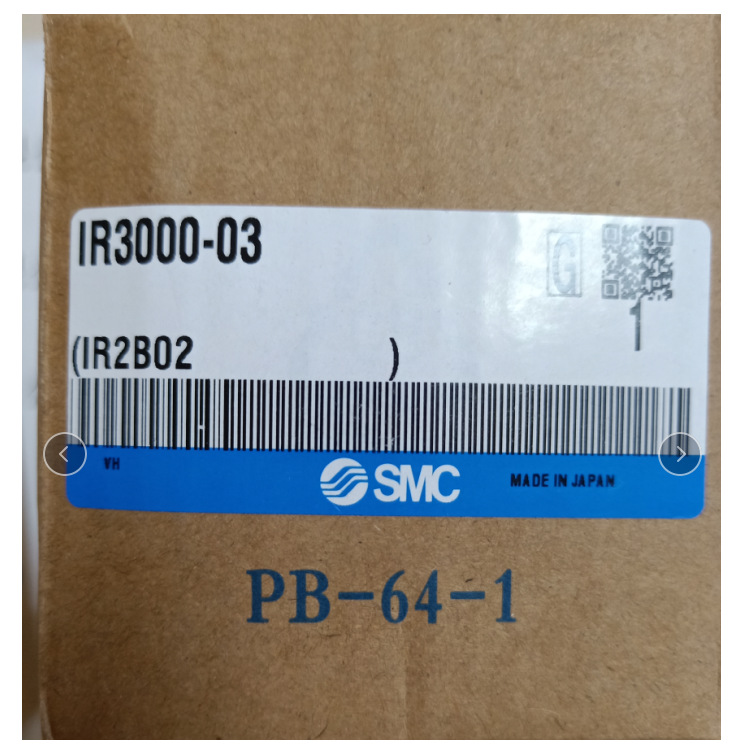 IR3000-03
G
1
(IR2B02 )
VH
SMC
MADE IN JAPAN
PB-64-1